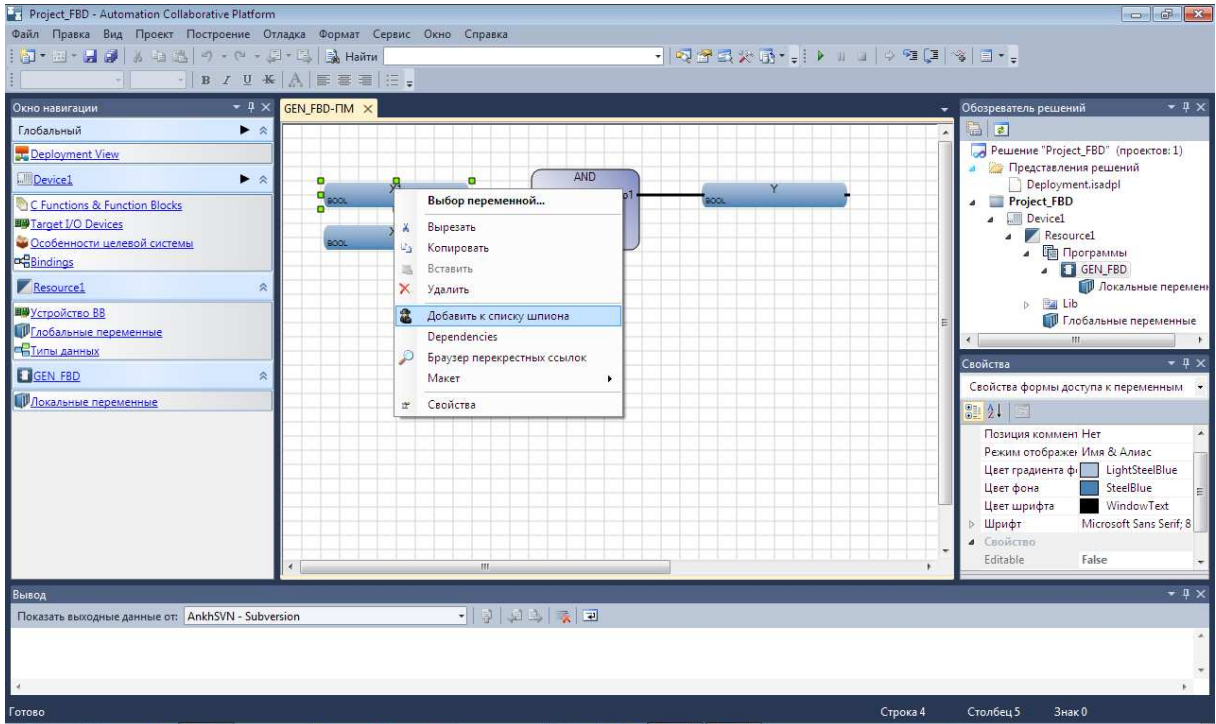 Project_FBD - Automation Collaborative Platform
Файл Правка Вид Проект Построение Отладка Формат Сервис Окно Справка
Найти
B I U K A
Окно навигации
Глобальный
Deployment View
Device1
C Functions & Function Blocks
Target I/O Devices
Особенности целевой системы
Bindings
Resource1
Устройство ВВ
Глобальные переменные
Типы данных
GEN_FBD
Локальные переменные
GEN_FBD-ПМ
AND
BOOL
BOOL
BOOL
Y
Выбор переменной...
Вырезать
Копировать
Вставить
Удалить
Добавить к списку шпиона
Dependencies
Браузер перекрестных ссылок
Макет
Свойства
Обозреватель решений
Решение "Project_FBD" (проектов: 1)
Представления решений
Deployment.isadpl
Project_FBD
Device1
Resource1
Программы
GEN_FBD
Локальные перемен
Lib
Глобальные переменные
Свойства
Свойства формы доступа к переменным
Позиция коммент Нет
Режим отображен Имя & Алиас
Цвет градиента ф LightSteelBlue
Цвет фона SteelBlue
Цвет шрифта WindowText
Шрифт Microsoft Sans Serif; 8
Свойство
Editable False
Вывод
Показать выходные данные от: AnkhSVN - Subversion
Готово
Строка 4 Столбец 5 Знак 0